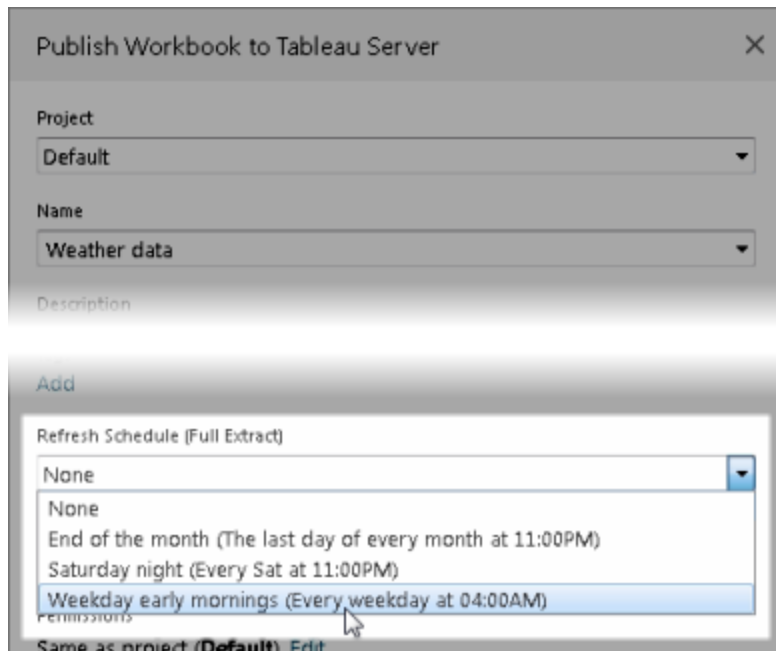 Publish Workbook to Tableau Server
Project
Default
Name
Weather data
Description
Add
Refresh Schedule (Full Extract)
None
None
End of the month (The last day of every month at 11:00PM)
Saturday night (Every Sat at 11:00PM)
Weekday early mornings (Every weekday at 04:00AM)
Permissions
Same as project (Default) Edit